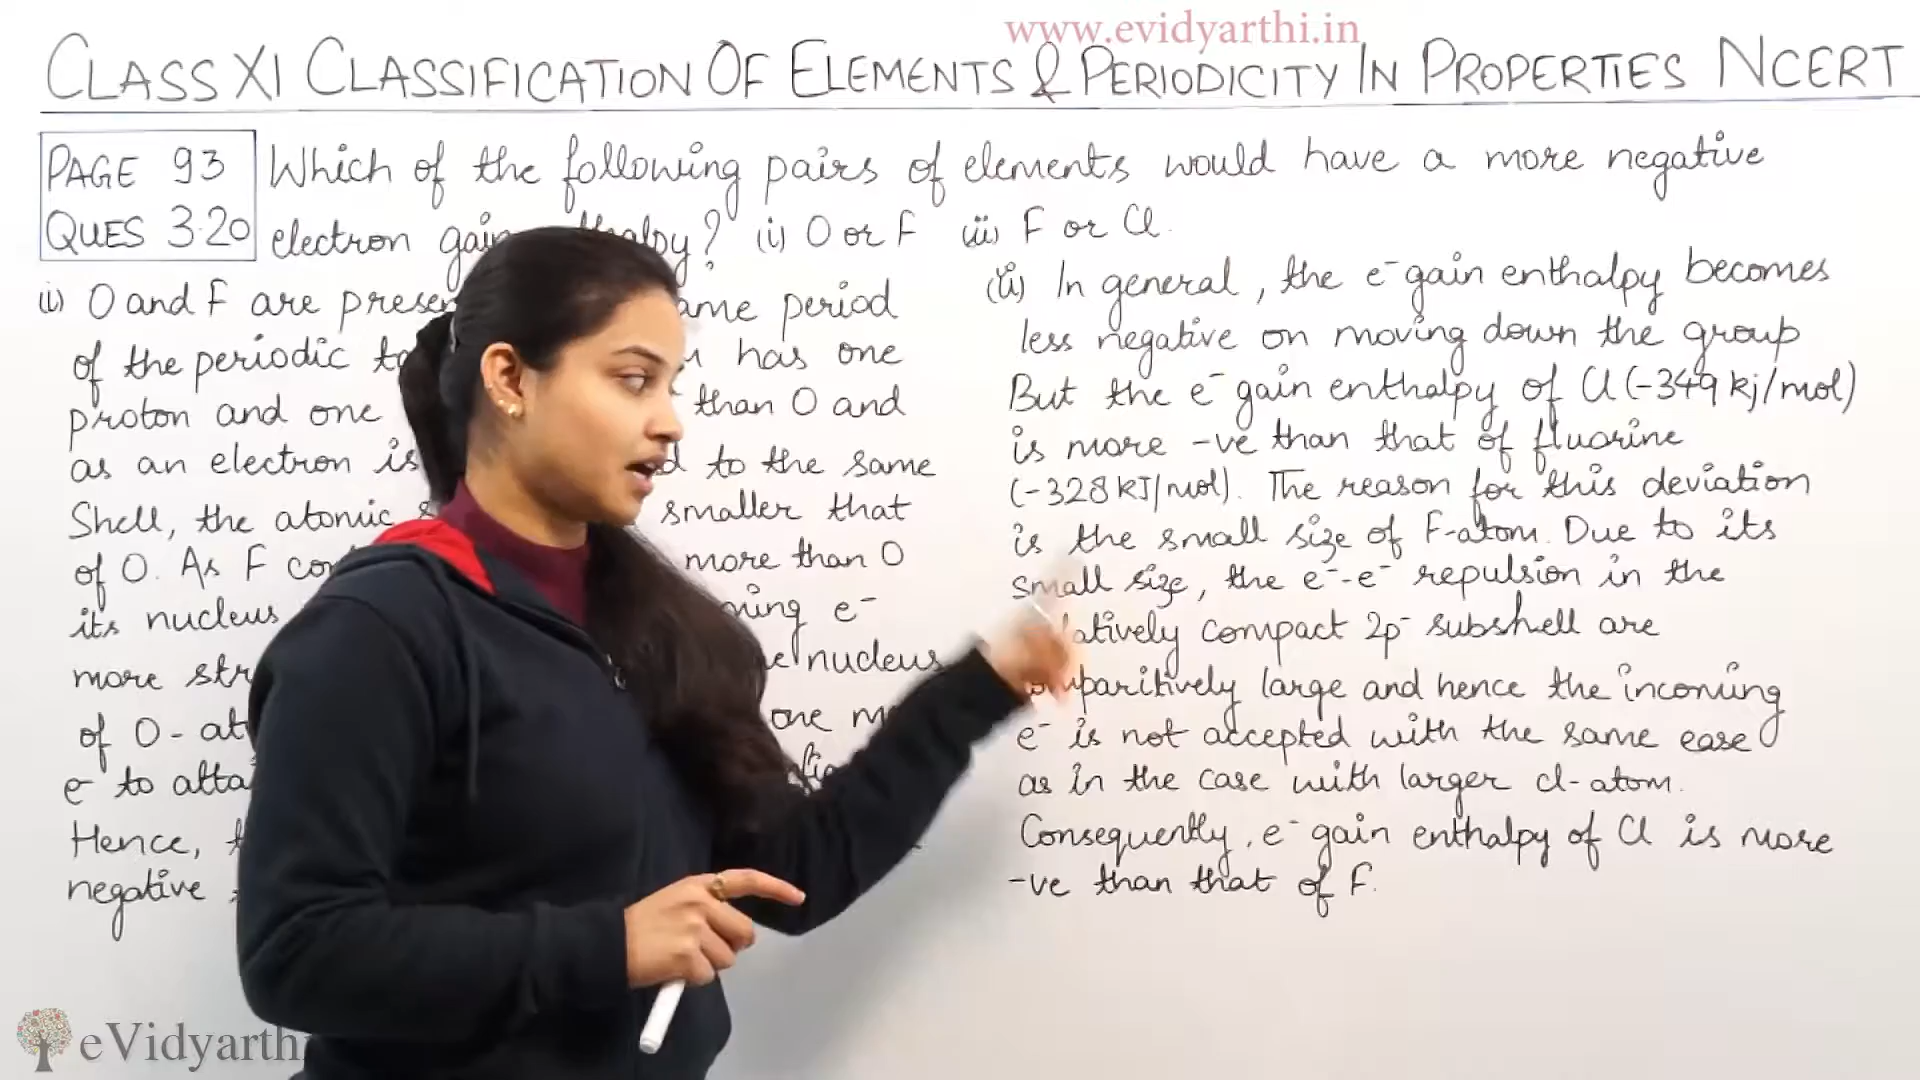 www.evidyarthi.in
CLASS XI CLASSIFICATION OF ELEMENTS & PERIODICITY IN PROPERTIES NCERT
PAGE 93
QUES 3.20
Which of the following pairs of elements would have a more negative
electron gain ? (i) O or F (ii) F or Cl.
(i) O and F are period
of the periodic has one
proton and one than O and
as an electron is to the same
Shell, the atomic smaller that
of O. As F more than O
its nucleus e⁻
more nucleus
of O- one
e⁻ to
Hence,
negative
(ii) In general, the e⁻ gain enthalpy becomes
less negative on moving down the group
But the e⁻ gain enthalpy of Cl (-349 kj/mol)
is more -ve than that of fluorine
(-328 KJ/mol). The reason for this deviation
is the small size of F-atom. Due to its
small size, the e⁻-e⁻ repulsion in the
compact 2p⁻ subshell are
large and hence the incoming
e⁻ is not accepted with the same ease
as in the case with larger cl-atom.
Consequently, e⁻ gain enthalpy of Cl is more
-ve than that of F.
eVidyarthi